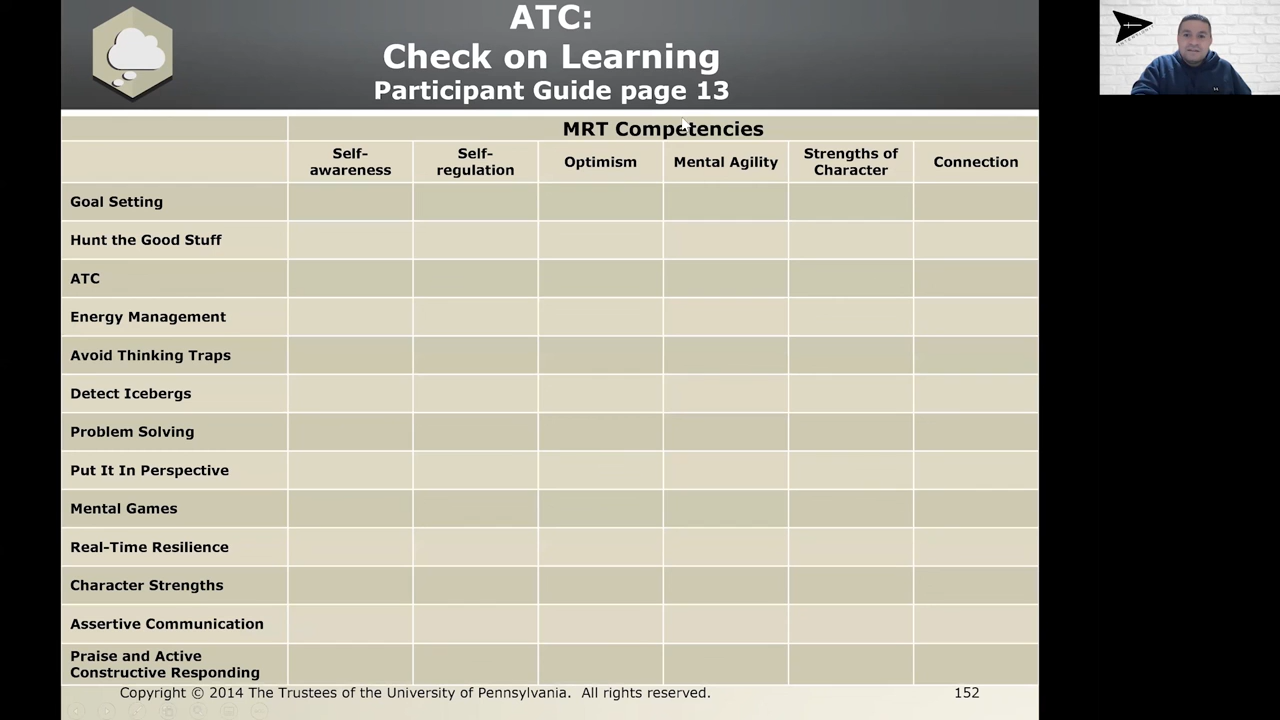 ATC:
Check on Learning
Participant Guide page 13
MRT Competencies
Self-awareness Self-regulation Optimism Mental Agility Strengths of Character Connection
Goal Setting
Hunt the Good Stuff
ATC
Energy Management
Avoid Thinking Traps
Detect Icebergs
Problem Solving
Put It In Perspective
Mental Games
Real-Time Resilience
Character Strengths
Assertive Communication
Praise and Active
Constructive Responding
Copyright © 2014 The Trustees of the University of Pennsylvania. All rights reserved.
152